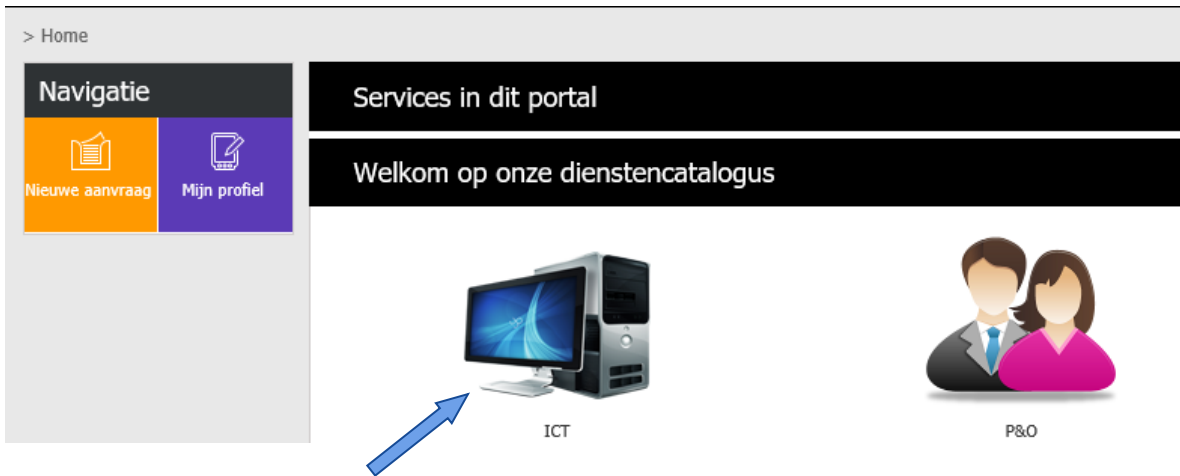 > Home
Navigatie
Nieuwe aanvraag
Mijn profiel
Services in dit portal
Welkom op onze dienstencatalogus
ICT
P&O